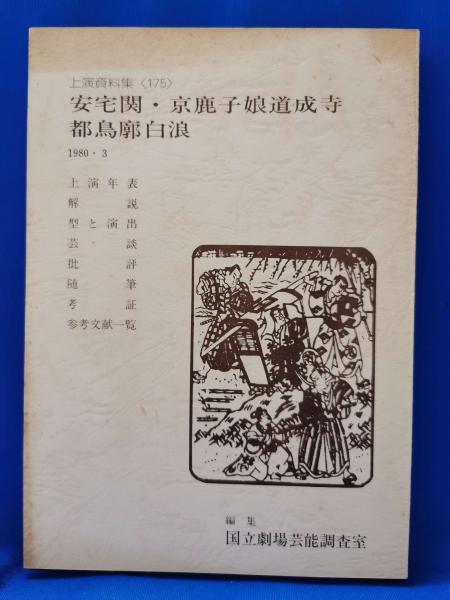 上演資料集〈175〉
安宅関・京鹿子娘道成寺
都鳥廓白浪
1980・3
上演年表
解説
型と演出
芸談
批評
随筆
考証
参考文献一覧
編集
国立劇場芸能調査室